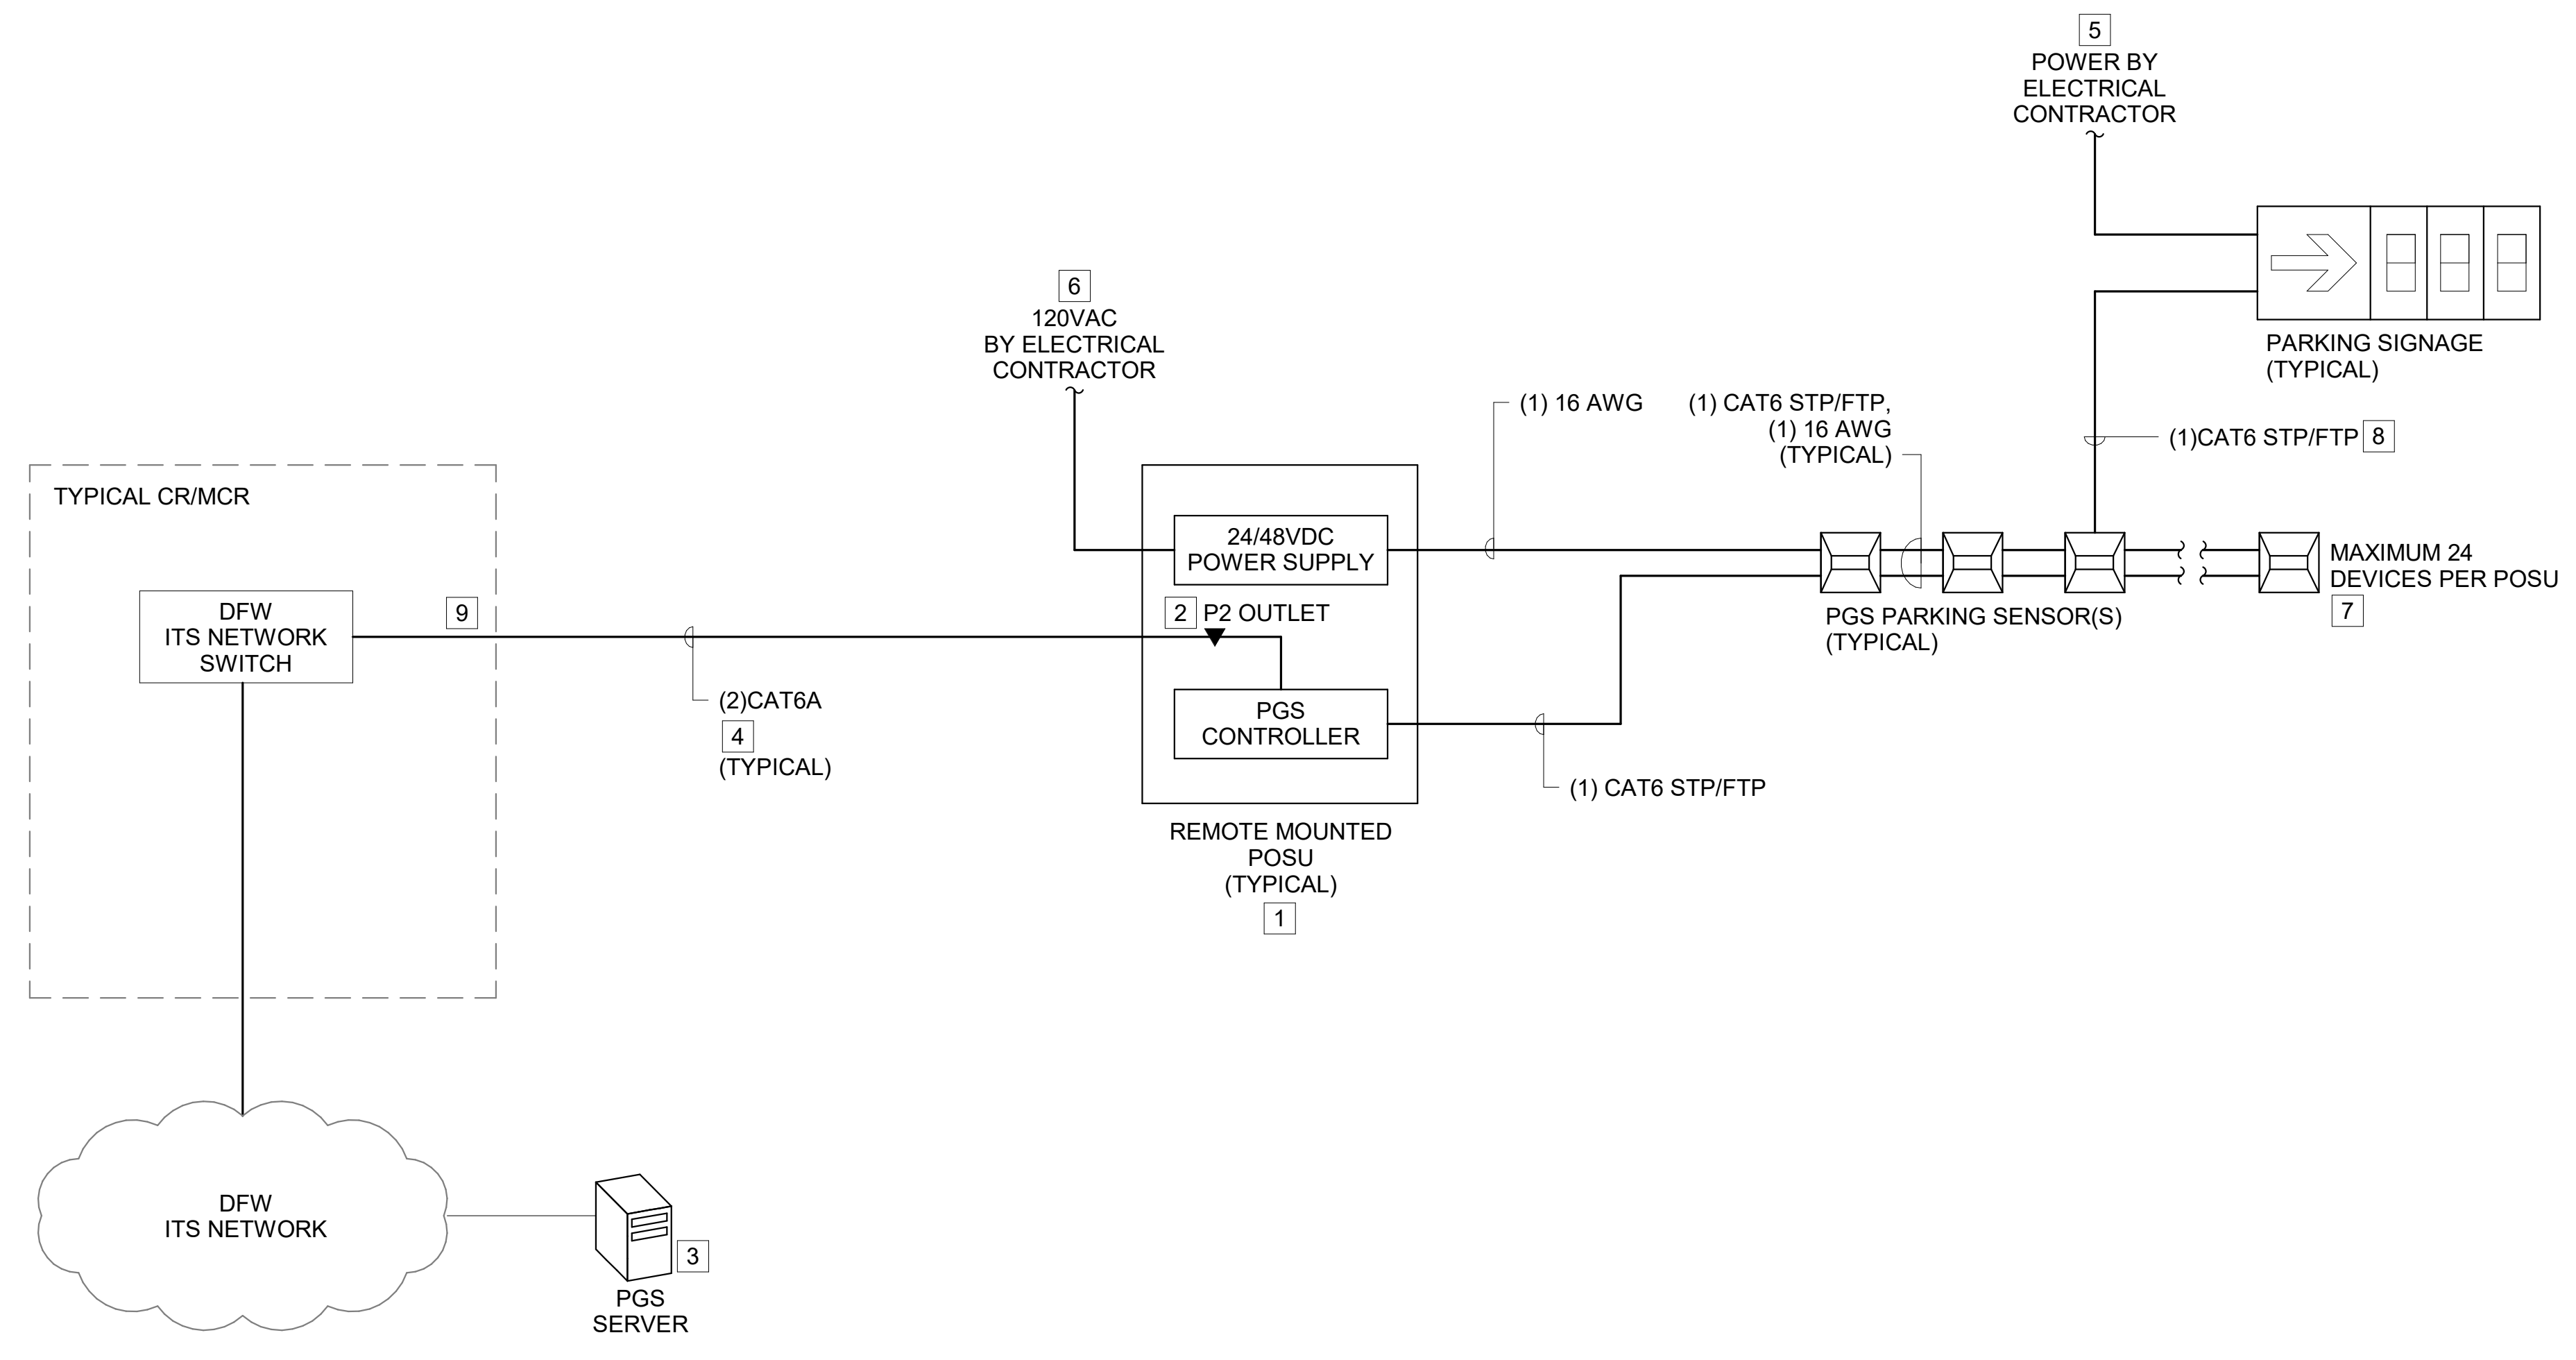 5
POWER BY
ELECTRICAL
CONTRACTOR
PARKING SIGNAGE
(TYPICAL)
6
120VAC
BY ELECTRICAL
CONTRACTOR
(1) 16 AWG
(1) CAT6 STP/FTP,
(1) 16 AWG
(TYPICAL)
(1)CAT6 STP/FTP 8
TYPICAL CR/MCR
24/48VDC
POWER SUPPLY
MAXIMUM 24
DEVICES PER POSU
7
DFW
ITS NETWORK
SWITCH
9
2 P2 OUTLET
PGS PARKING SENSOR(S)
(TYPICAL)
(2)CAT6A
4
(TYPICAL)
PGS
CONTROLLER
(1) CAT6 STP/FTP
REMOTE MOUNTED
POSU
(TYPICAL)
1
DFW
ITS NETWORK
3
PGS
SERVER